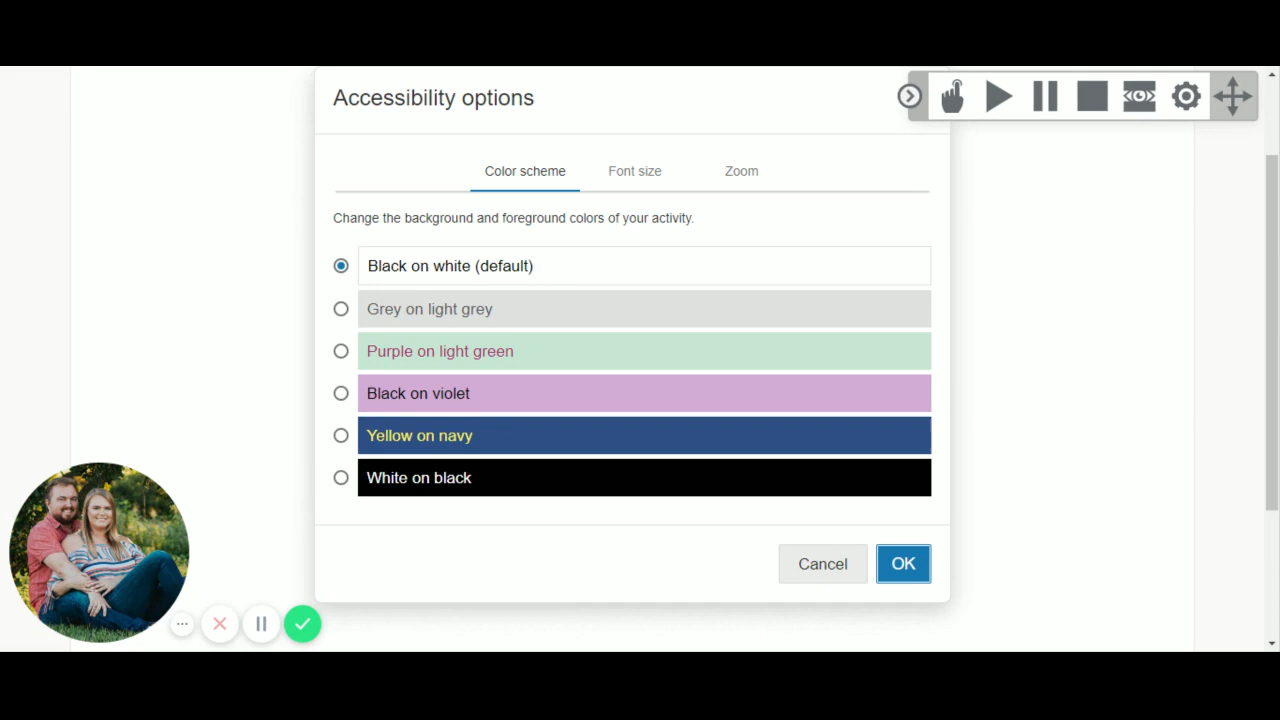 Accessibility options
Color scheme Font size Zoom
Change the background and foreground colors of your activity.
Black on white (default)
Grey on light grey
Purple on light green
Black on violet
Yellow on navy
White on black
Cancel OK